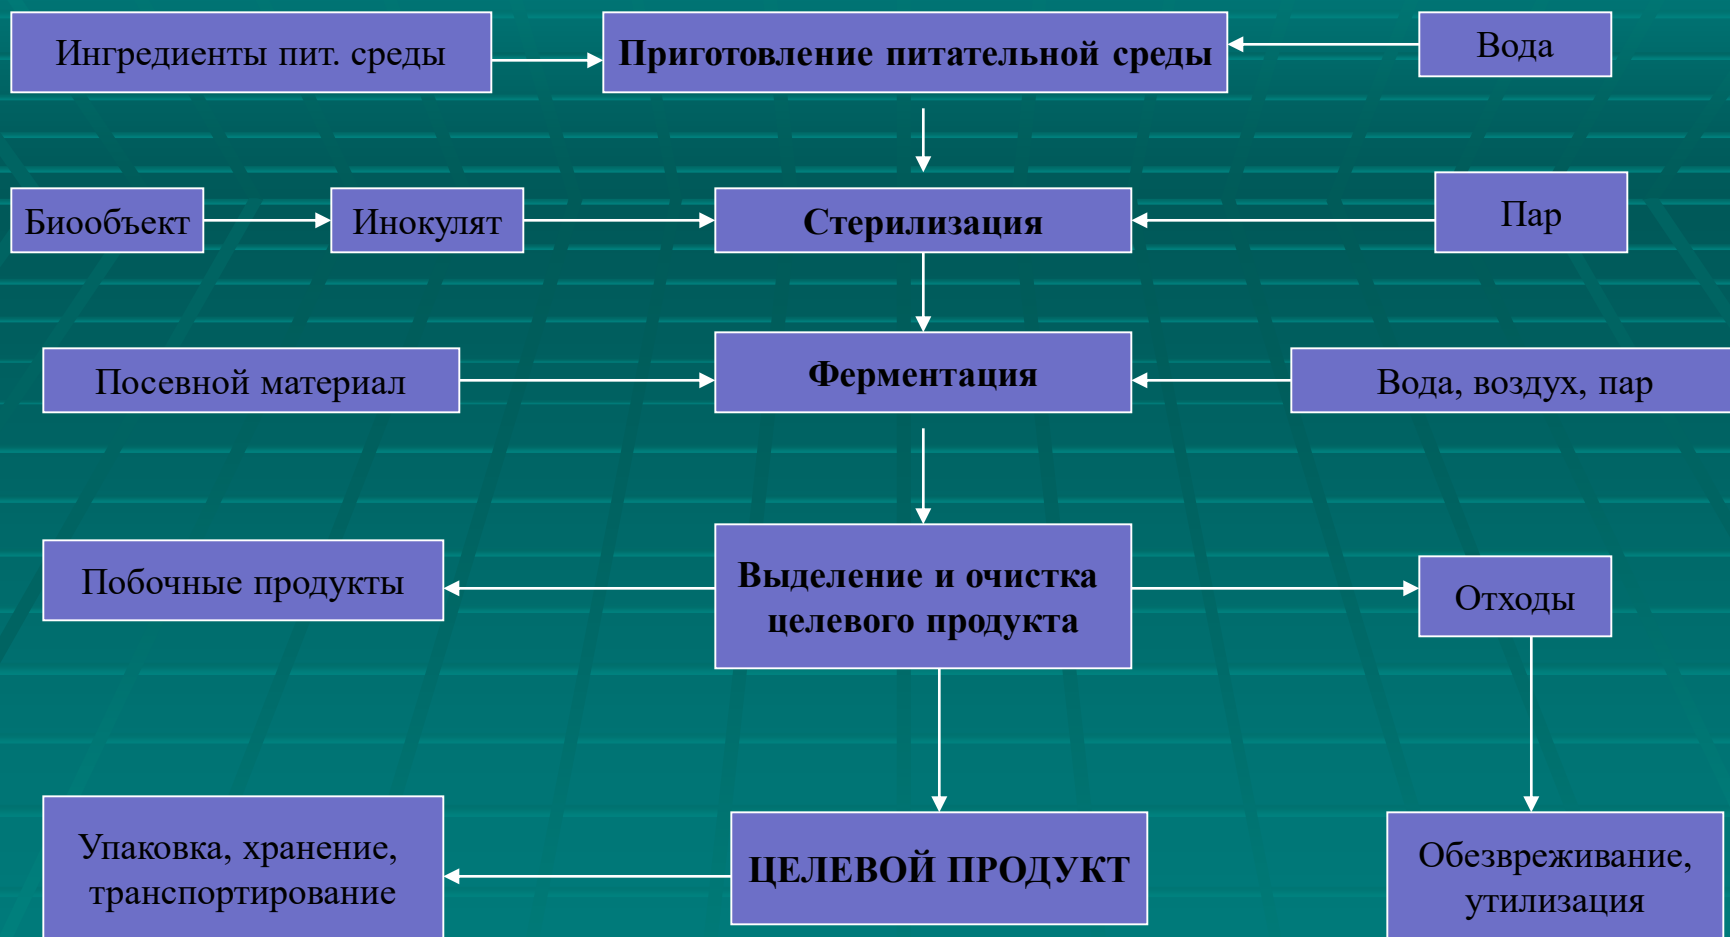 Ингредиенты пит. среды
Приготовление питательной среды
Вода
Биообъект
Инокулят
Стерилизация
Пар
Посевной материал
Ферментация
Вода, воздух, пар
Побочные продукты
Выделение и очистка
целевого продукта
Отходы
Упаковка, хранение,
транспортирование
ЦЕЛЕВОЙ ПРОДУКТ
Обезвреживание,
утилизация